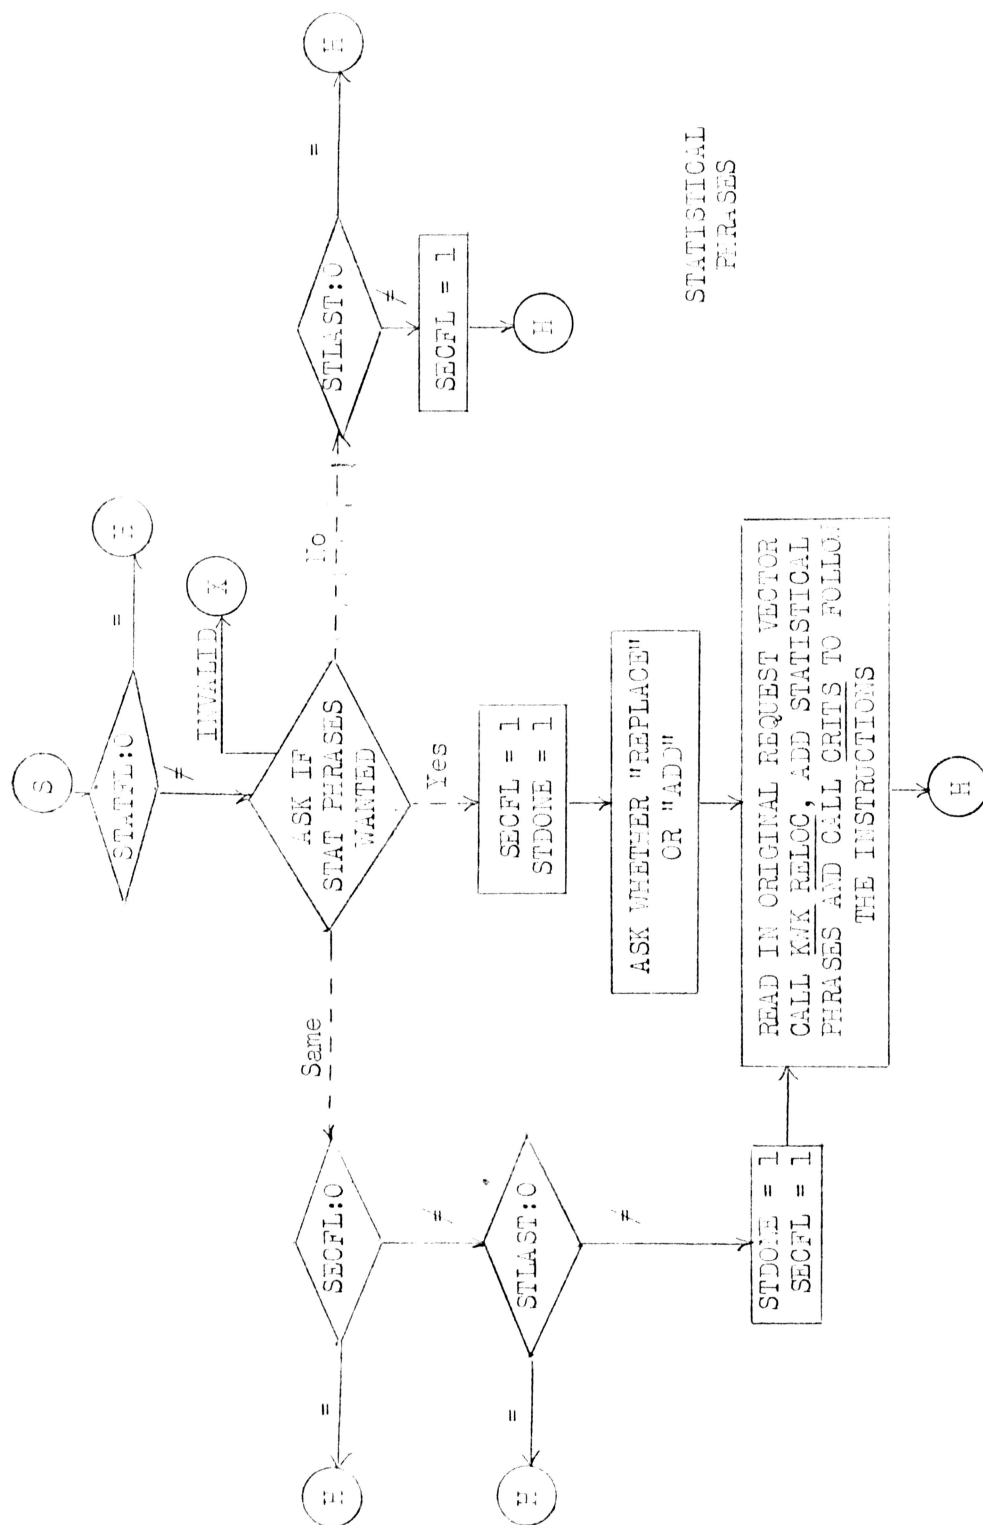 S
STATFL:0
=
H
≠
ASK IF
STAT PHRASES
WANTED
INVALID
X
No
STLAST:0
=
H
≠
SECFL = 1
H
Same
SECFL:0
=
H
≠
STLAST:0
=
H
≠
STDONE = 1
SECFL = 1
Yes
SECFL = 1
STDONE = 1
ASK WHETHER "REPLACE"
OR "ADD"
READ IN ORIGINAL REQUEST VECTOR
CALL KWK RELOC, ADD STATISTICAL
PHRASES AND CALL CRITS TO FOLLOW
THE INSTRUCTIONS
H
STATISTICAL
PHRASES